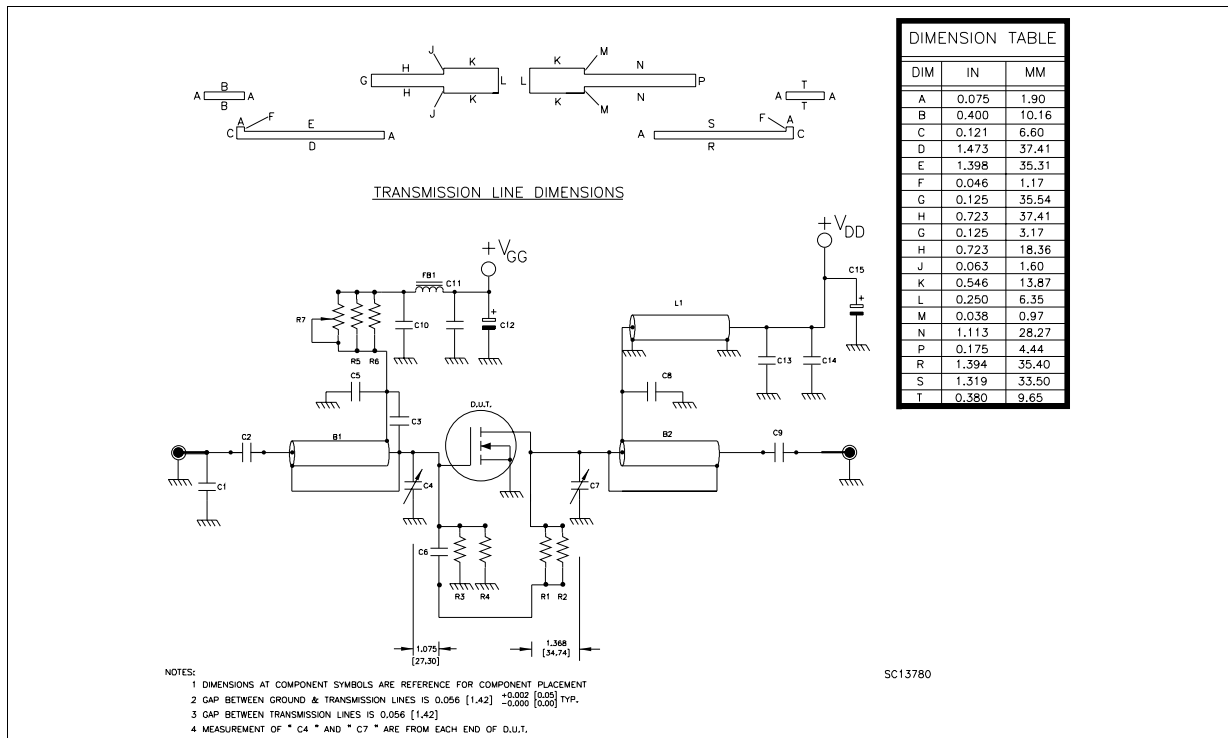 DIMENSION TABLE
DIM IN MM
A 0.075 1.90
B 0.400 10.16
C 0.121 6.60
D 1.473 37.41
E 1.398 35.31
F 0.046 1.17
G 0.125 35.54
H 0.723 37.41
G 0.125 3.17
H 0.723 18.36
J 0.063 1.60
K 0.546 13.87
L 0.250 6.35
M 0.038 0.97
N 1.113 28.27
P 0.175 4.44
R 1.394 35.40
S 1.319 33.50
T 0.380 9.65
J K K M
H N
G L L P
H N
K K
J M
B T
A A A A
B T
A F E S F A
C A A C
D R
TRANSMISSION LINE DIMENSIONS
+ VGG
+ VDD
FB1 C11 C15
R7 C10 + C12 L1 +
R5 R6 C13 C14
C5 C8
C3 D.U.T.
C2 B1 B2 C9
C1 C4 C7
C6
R3 R4 R1 R2
1.075 1.368
[27.30] [34.74]
NOTES:
1 DIMENSIONS AT COMPONENT SYMBOLS ARE REFERENCE FOR COMPONENT PLACEMENT
2 GAP BETWEEN GROUND & TRANSMISSION LINES IS 0.056 [1.42] +0.002 [0.05] -0.000 [0.00] TYP.
3 GAP BETWEEN TRANSMISSION LINES IS 0.056 [1.42]
4 MEASUREMENT OF " C4 " AND " C7 " ARE FROM EACH END OF D.U.T.
SC13780